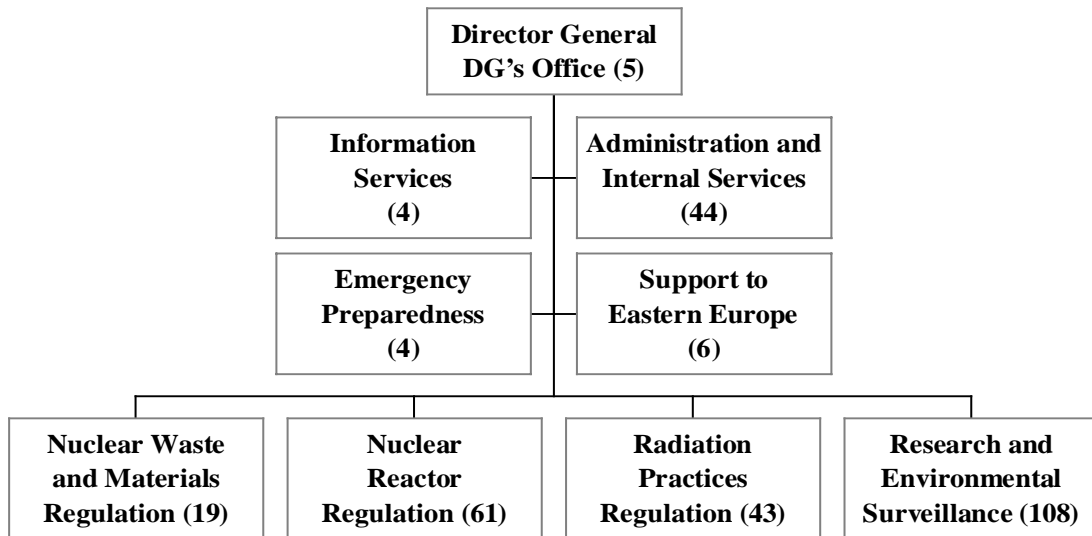 Director General
DG's Office (5)
Information
Services
(4)
Administration and
Internal Services
(44)
Emergency
Preparedness
(4)
Support to
Eastern Europe
(6)
Nuclear Waste
and Materials
Regulation (19)
Nuclear
Reactor
Regulation (61)
Radiation
Practices
Regulation (43)
Research and
Environmental
Surveillance (108)